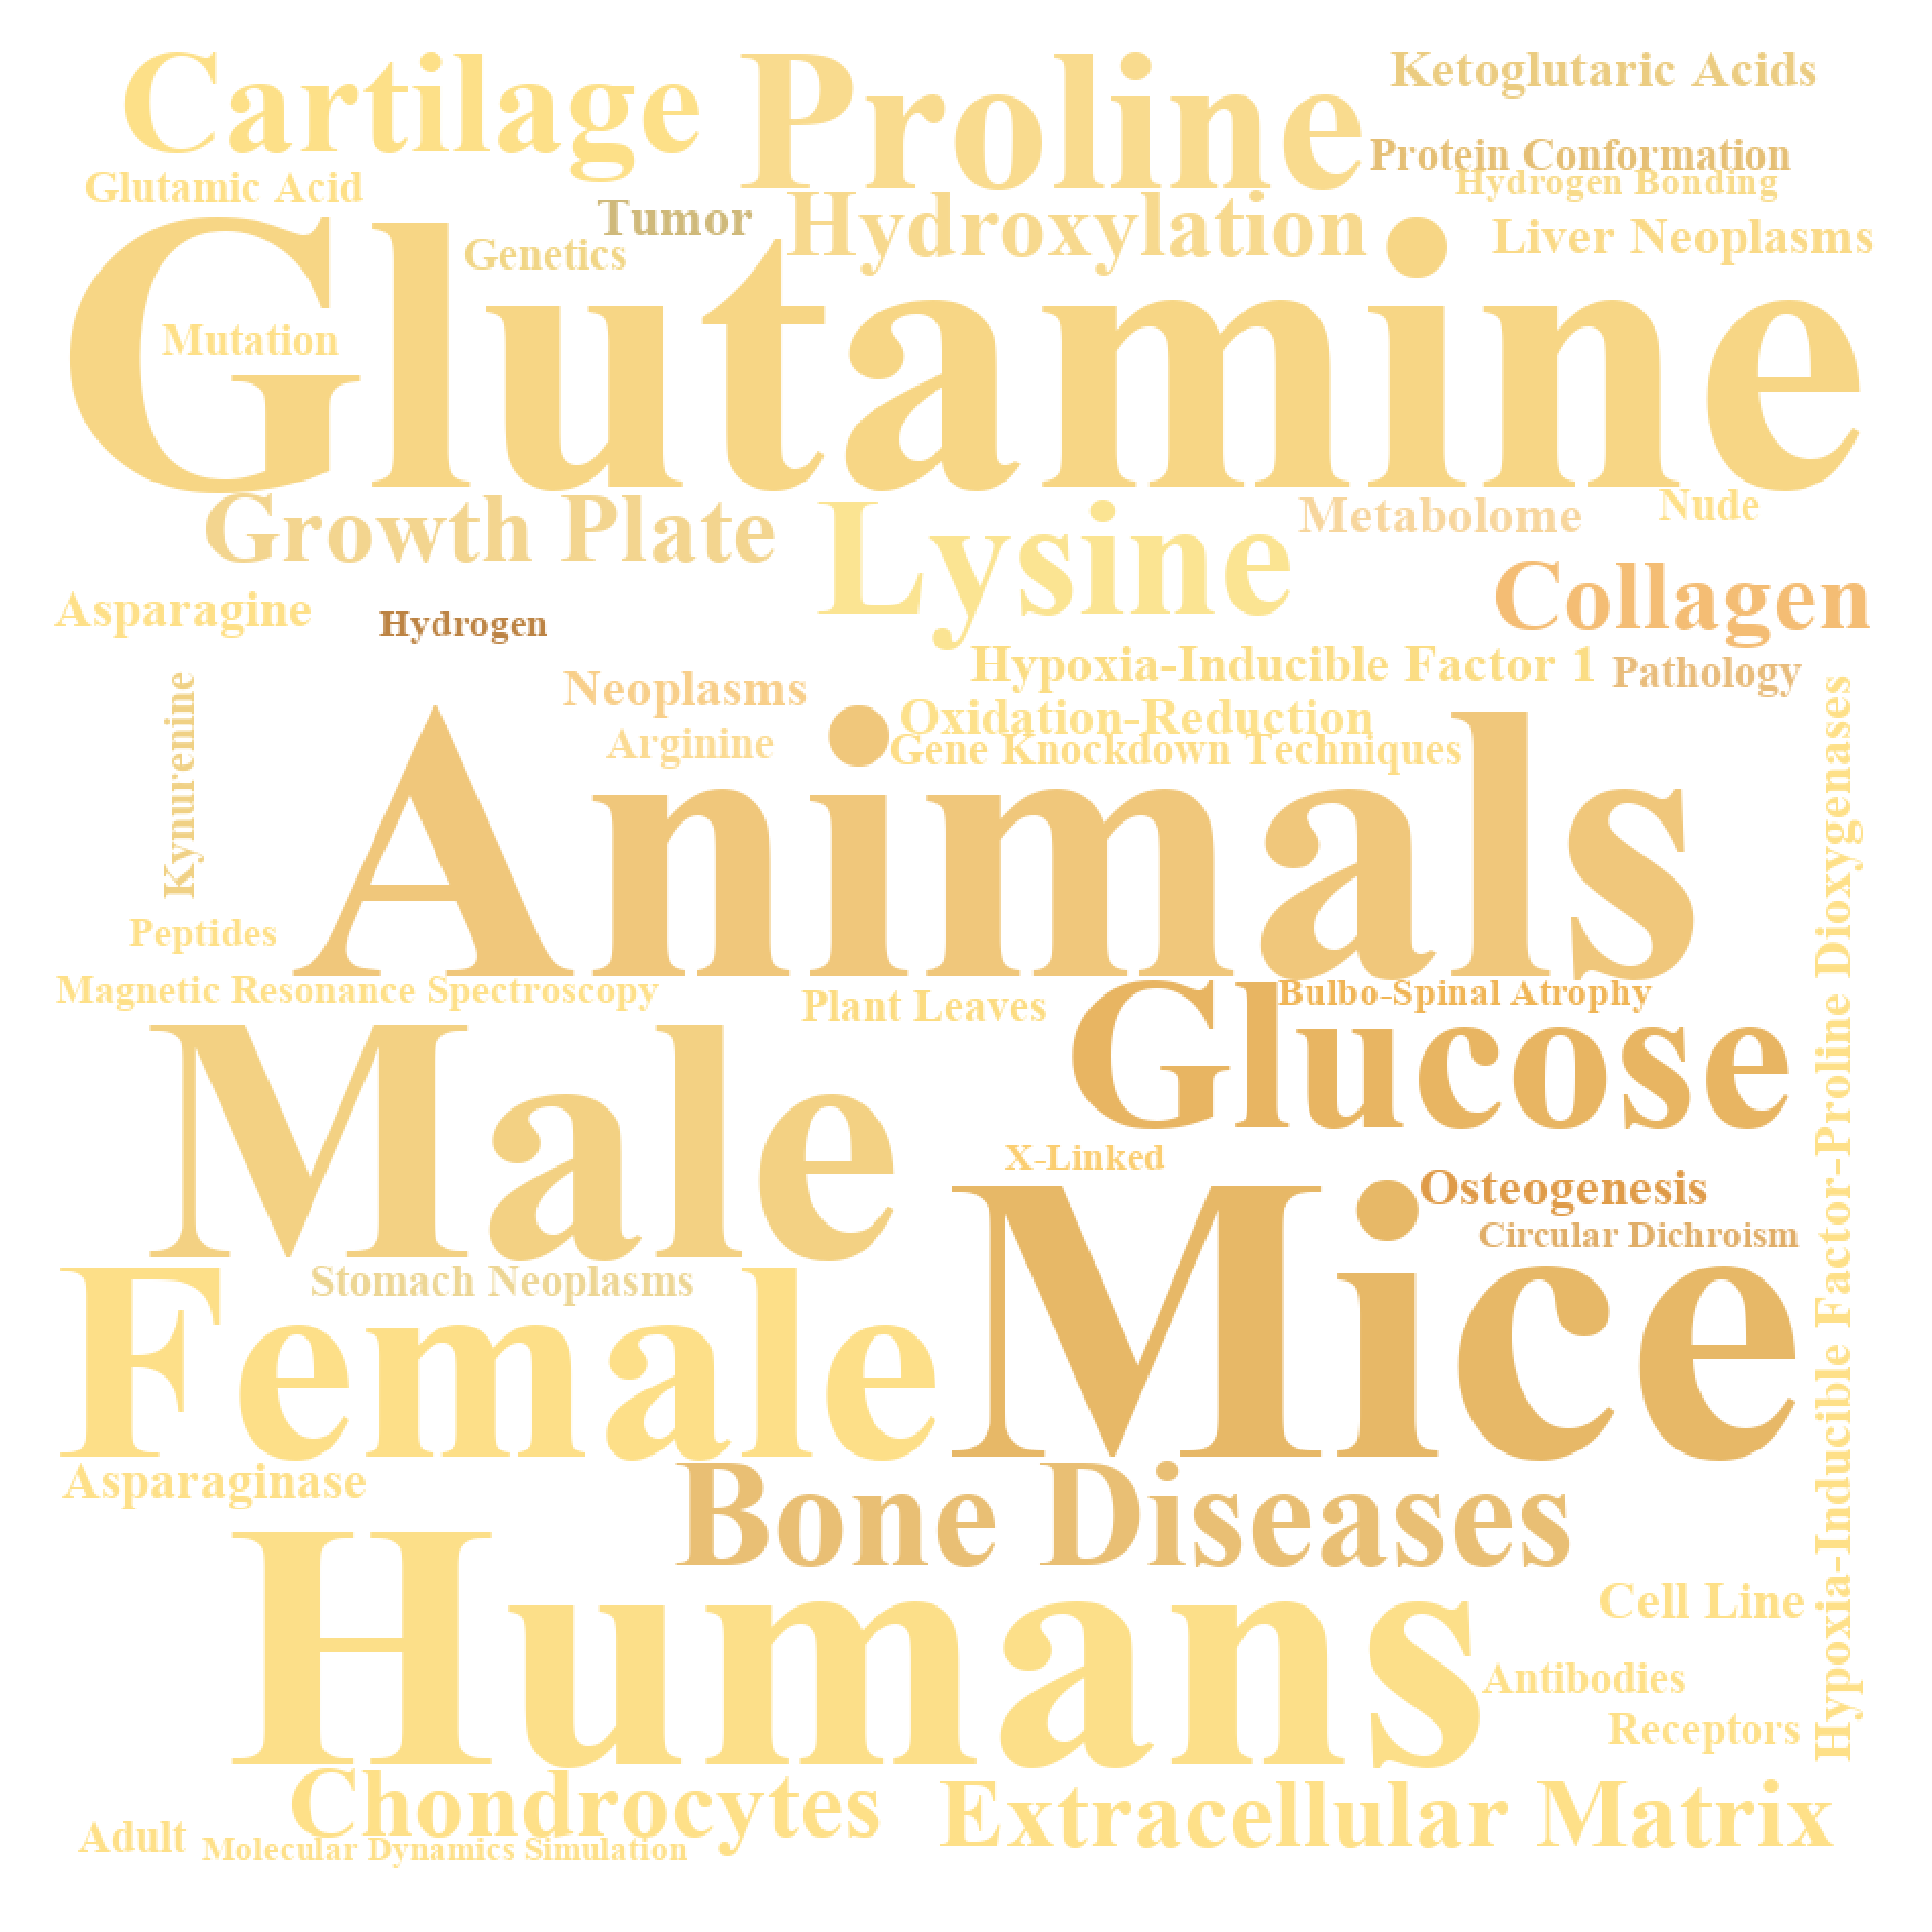 Cartilage
Proline
Ketoglutaric Acids
Protein Conformation
Hydrogen Bonding
Glutamic Acid
Tumor
Hydroxylation
Liver Neoplasms
Genetics
Glutamine
Mutation
Growth Plate
Lysine
Metabolome
Nude
Asparagine
Hydrogen
Collagen
Hypoxia-Inducible Factor 1
Pathology
Kynurenine
Neoplasms
Oxidation-Reduction
Arginine
Gene Knockdown Techniques
Animals
Hypoxia-Inducible Factor-Proline Dioxygenases
Peptides
Magnetic Resonance Spectroscopy
Plant Leaves
Bulbo-Spinal Atrophy
Glucose
Male
X-Linked
Osteogenesis
Circular Dichroism
Mice
Stomach Neoplasms
Female
Asparaginase
Bone Diseases
Humans
Cell Line
Antibodies
Receptors
Chondrocytes
Extracellular Matrix
Adult
Molecular Dynamics Simulation